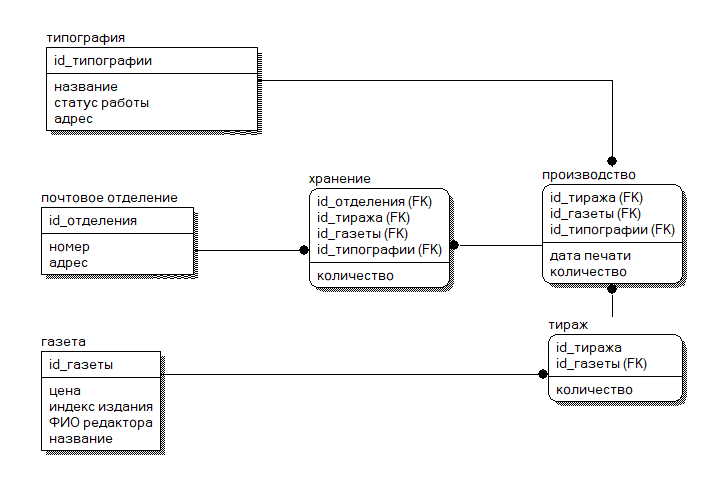 типография
id_типографии
название
статус работы
адрес
почтовое отделение
id_отделения
номер
адрес
хранение
id_отделения (FK)
id_тиража (FK)
id_газеты (FK)
id_типографии (FK)
количество
производство
id_тиража (FK)
id_газеты (FK)
id_типографии (FK)
дата печати
количество
газета
id_газеты
цена
индекс издания
ФИО редактора
название
тираж
id_тиража
id_газеты (FK)
количество